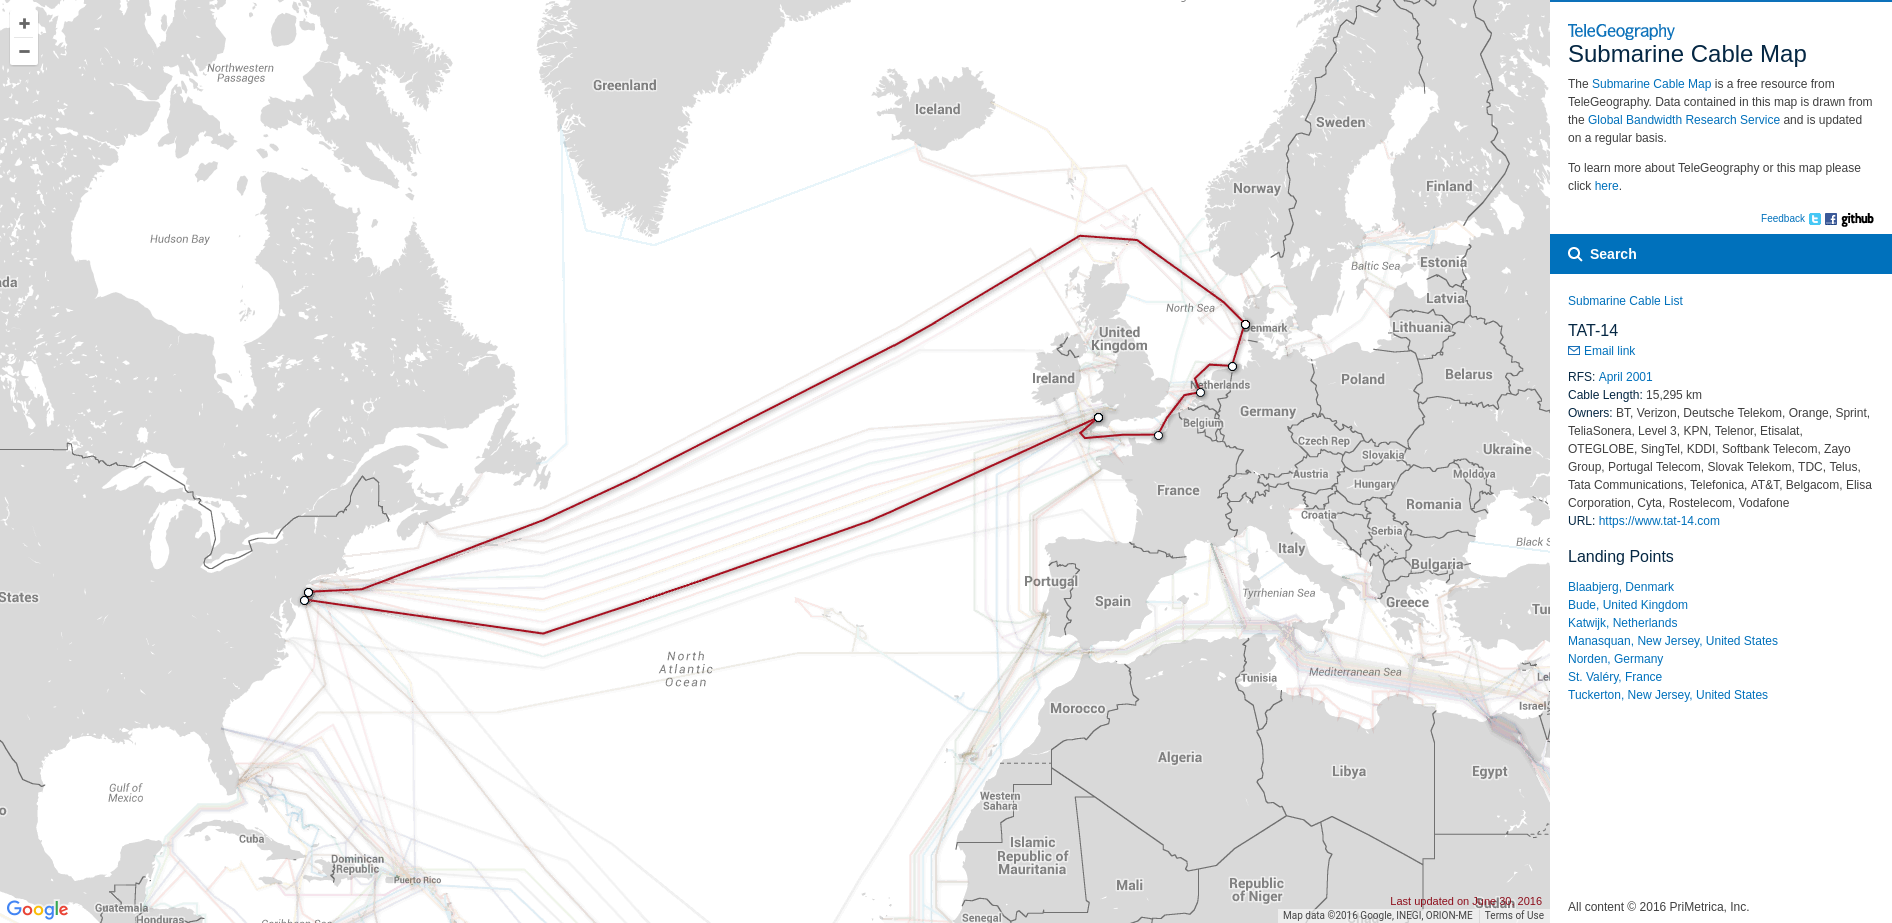 +
−
Northwestern
Passages
Greenland
Iceland
Sweden
Norway
Finland
Hudson Bay
Baltic Sea
Estonia
Latvia
North Sea
Lithuania
United
Kingdom
Ireland
Netherlands
Poland
Belarus
Germany
Belgium
Czech Rep
Slovakia
Ukraine
Austria
Moldova
Hungary
France
Romania
Croatia
Serbia
Italy
Black S
Bulgaria
Portugal
Spain
Tyrrhenian Sea
Greece
States
North
Atlantic
Ocean
Mediterranean Sea
Tunisia
Israel
Morocco
Algeria
Libya
Egypt
Gulf of
Mexico
Western
Sahara
Cuba
Islamic
Republic of
Mauritania
Dominican
Republic
Puerto Rico
Mali
Republic
of Niger
Sudan
Guatemala
Honduras
Senegal
Google
Last updated on June 30, 2016
Map data ©2016 Google, INEGI, ORION-ME Terms of Use
TeleGeography
Submarine Cable Map
The Submarine Cable Map is a free resource from
TeleGeography. Data contained in this map is drawn from
the Global Bandwidth Research Service and is updated
on a regular basis.
To learn more about TeleGeography or this map please
click here.
Feedback github
Search
Submarine Cable List
TAT-14
Email link
RFS: April 2001
Cable Length: 15,295 km
Owners: BT, Verizon, Deutsche Telekom, Orange, Sprint,
TeliaSonera, Level 3, KPN, Telenor, Etisalat,
OTEGLOBE, SingTel, KDDI, Softbank Telecom, Zayo
Group, Portugal Telecom, Slovak Telekom, TDC, Telus,
Tata Communications, Telefonica, AT&T, Belgacom, Elisa
Corporation, Cyta, Rostelecom, Vodafone
URL: https://www.tat-14.com
Landing Points
Blaabjerg, Denmark
Bude, United Kingdom
Katwijk, Netherlands
Manasquan, New Jersey, United States
Norden, Germany
St. Valéry, France
Tuckerton, New Jersey, United States
All content © 2016 PriMetrica, Inc.